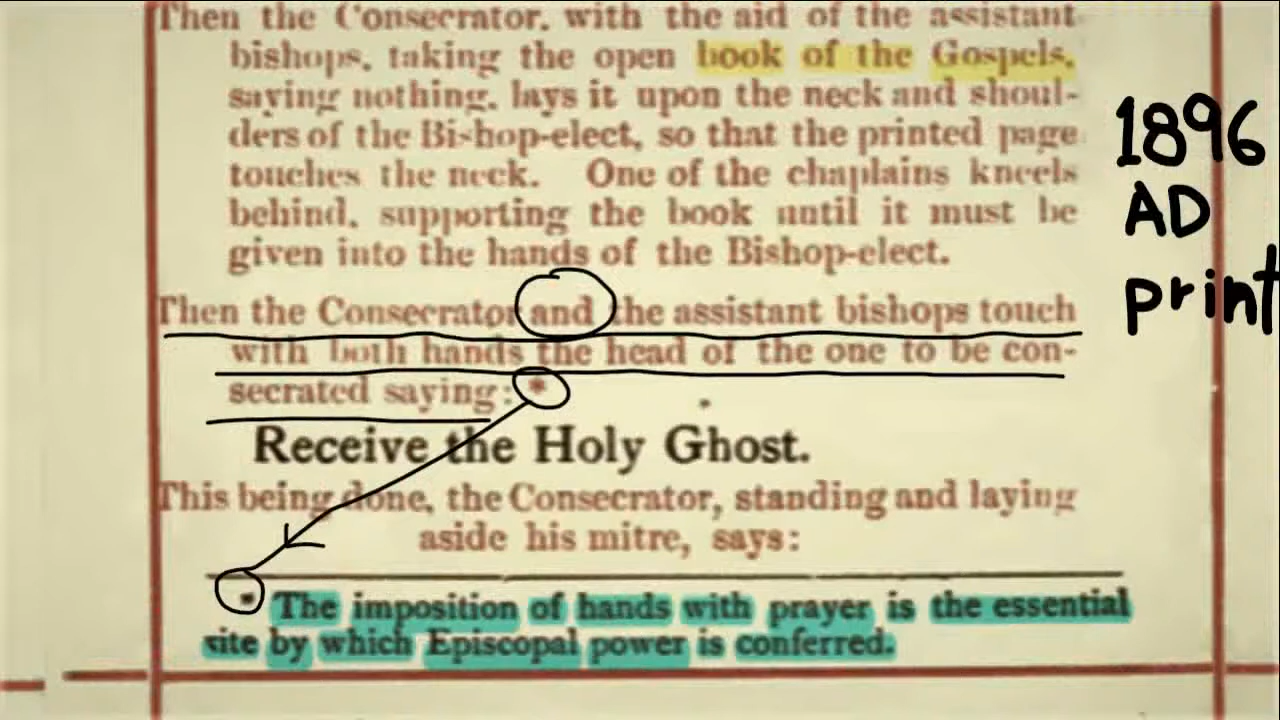 Then the Consecrator, with the aid of the assistant
bishops, taking the open book of the Gospels,
saying nothing, lays it upon the neck and shoul-
ders of the Bishop-elect, so that the printed page
touches the neck. One of the chaplains kneels
behind, supporting the book until it must be
given into the hands of the Bishop-elect.
Then the Consecrator and the assistant bishops touch
with both hands the head of the one to be con-
secrated saying: *
Receive the Holy Ghost.
This being done, the Consecrator, standing and laying
aside his mitre, says:
* The imposition of hands with prayer is the essential
rite by which Episcopal power is conferred.
1896
AD
print